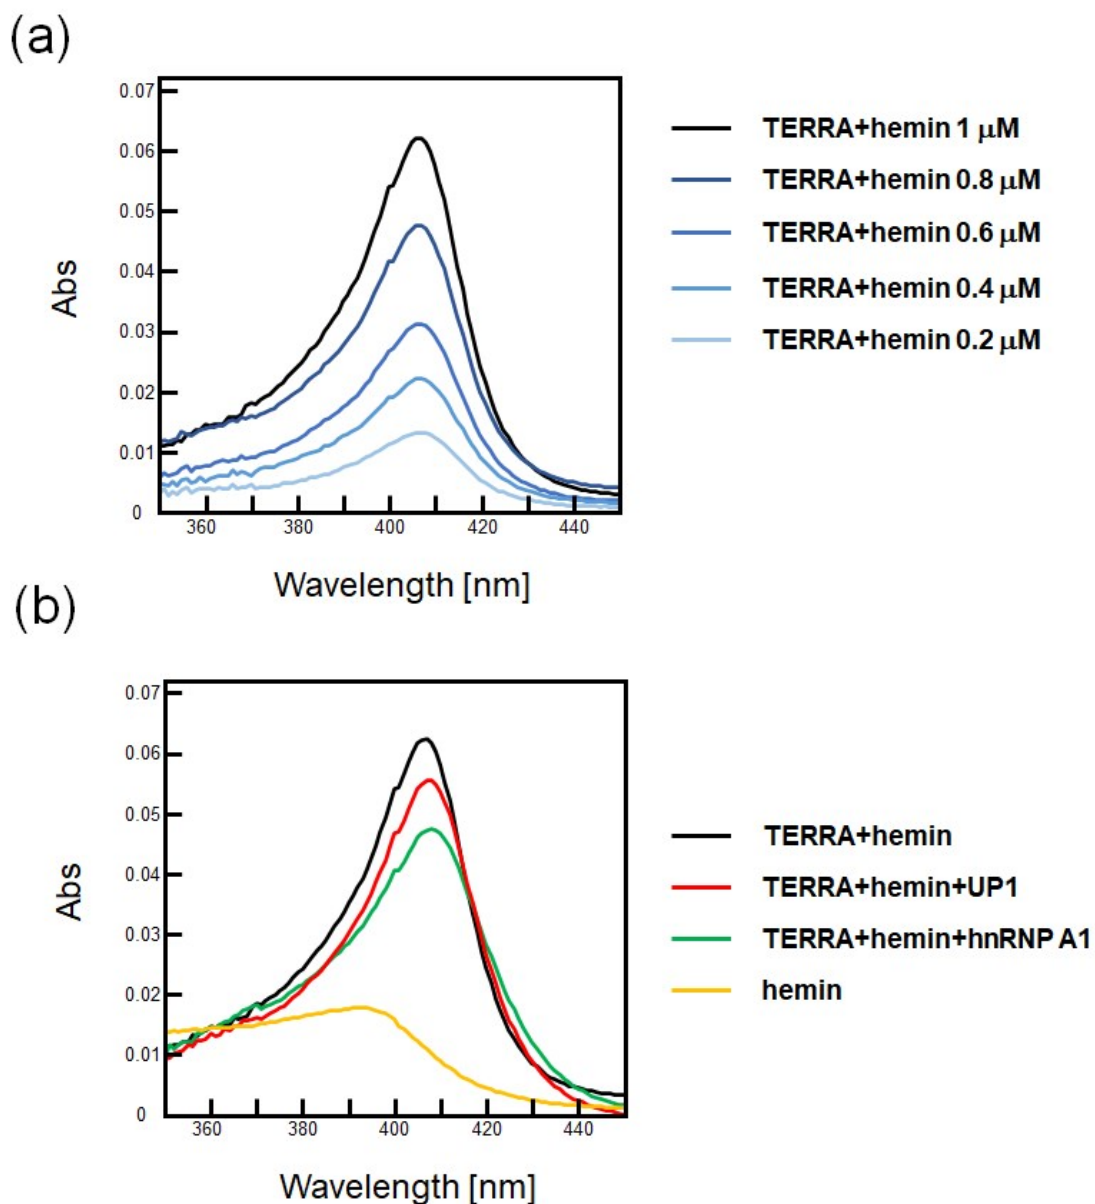 (a)
0.07
0.06
0.05
0.04
0.03
0.02
0.01
0
Abs
360 380 400 420 440
Wavelength [nm]
TERRA+hemin 1 μM
TERRA+hemin 0.8 μM
TERRA+hemin 0.6 μM
TERRA+hemin 0.4 μM
TERRA+hemin 0.2 μM
(b)
0.07
0.06
0.05
0.04
0.03
0.02
0.01
0
Abs
360 380 400 420 440
Wavelength [nm]
TERRA+hemin
TERRA+hemin+UP1
TERRA+hemin+hnRNP A1
hemin